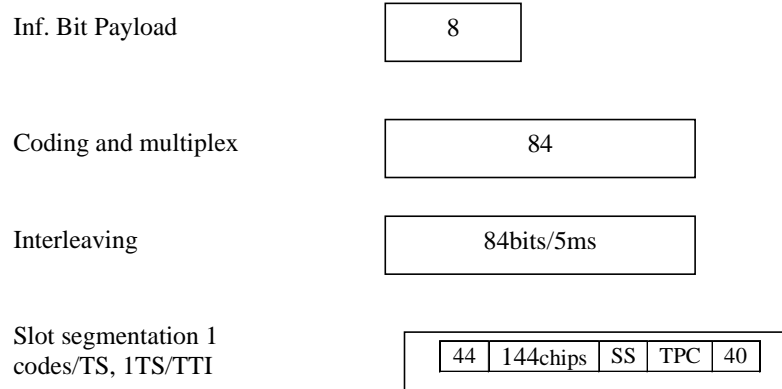 Inf. Bit Payload
8
Coding and multiplex
84
Interleaving
84bits/5ms
Slot segmentation 1
codes/TS, 1TS/TTI
44 144chips SS TPC 40